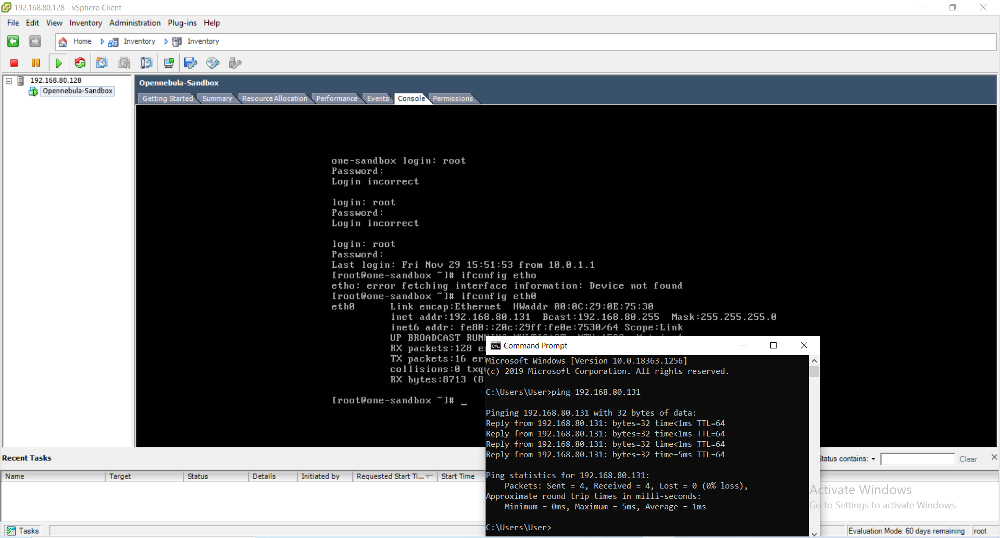 192.168.80.128 - vSphere Client
File Edit View Inventory Administration Plug-ins Help
Home Inventory Inventory
192.168.80.128
Opennebula-Sandbox
Opennebula-Sandbox
Getting Started Summary Resource Allocation Performance Events Console Permissions
one-sandbox login: root
Password:
Login incorrect
login: root
Password:
Login incorrect
login: root
Password:
Last login: Fri Nov 29 15:51:53 from 10.0.1.1
[root@one-sandbox ~]# ifconfig etho
etho: error fetching interface information: Device not found
[root@one-sandbox ~]# ifconfig eth0
eth0 Link encap:Ethernet HWaddr 00:0C:29:0E:75:30
inet addr:192.168.80.131 Bcast:192.168.80.255 Mask:255.255.255.0
inet6 addr: fe80::20c:29ff:fe0e:7530/64 Scope:Link
UP BROADCAST
RX packets:128
TX packets:16
collisions:0
RX bytes:8713 (8
[root@one-sandbox ~]# _
Command Prompt
Microsoft Windows [Version 10.0.18363.1256]
(c) 2019 Microsoft Corporation. All rights reserved.
C:\Users\User>ping 192.168.80.131
Pinging 192.168.80.131 with 32 bytes of data:
Reply from 192.168.80.131: bytes=32 time<1ms TTL=64
Reply from 192.168.80.131: bytes=32 time<1ms TTL=64
Reply from 192.168.80.131: bytes=32 time<1ms TTL=64
Reply from 192.168.80.131: bytes=32 time=5ms TTL=64
Ping statistics for 192.168.80.131:
Packets: Sent = 4, Received = 4, Lost = 0 (0% loss),
Approximate round trip times in milli-seconds:
Minimum = 0ms, Maximum = 5ms, Average = 1ms
C:\Users\User>
Recent Tasks
contains: Clear
Name Target Status Details Initiated by Requested Start Ti... Start Time
Activate Windows
Go to Settings to activate Windows.
Tasks
Evaluation Mode: 60 days remaining root